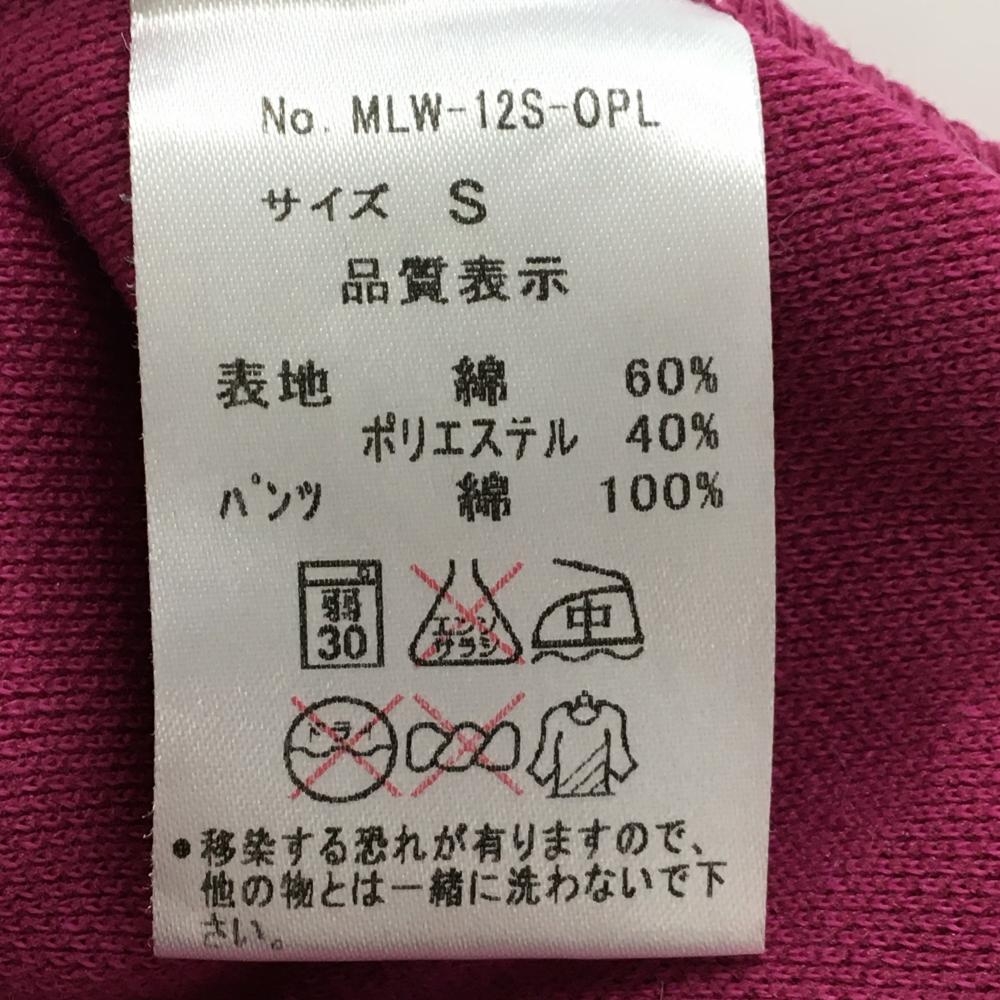 No. MLW-12S-OPL
サイズ S
品質表示
表地 綿 60%
ポリエステル 40%
パンツ 綿 100%
弱
30
エンソ
サラシ
中
ドライ
●移染する恐れが有りますので、
他の物とは一緒に洗わないで下
さい。